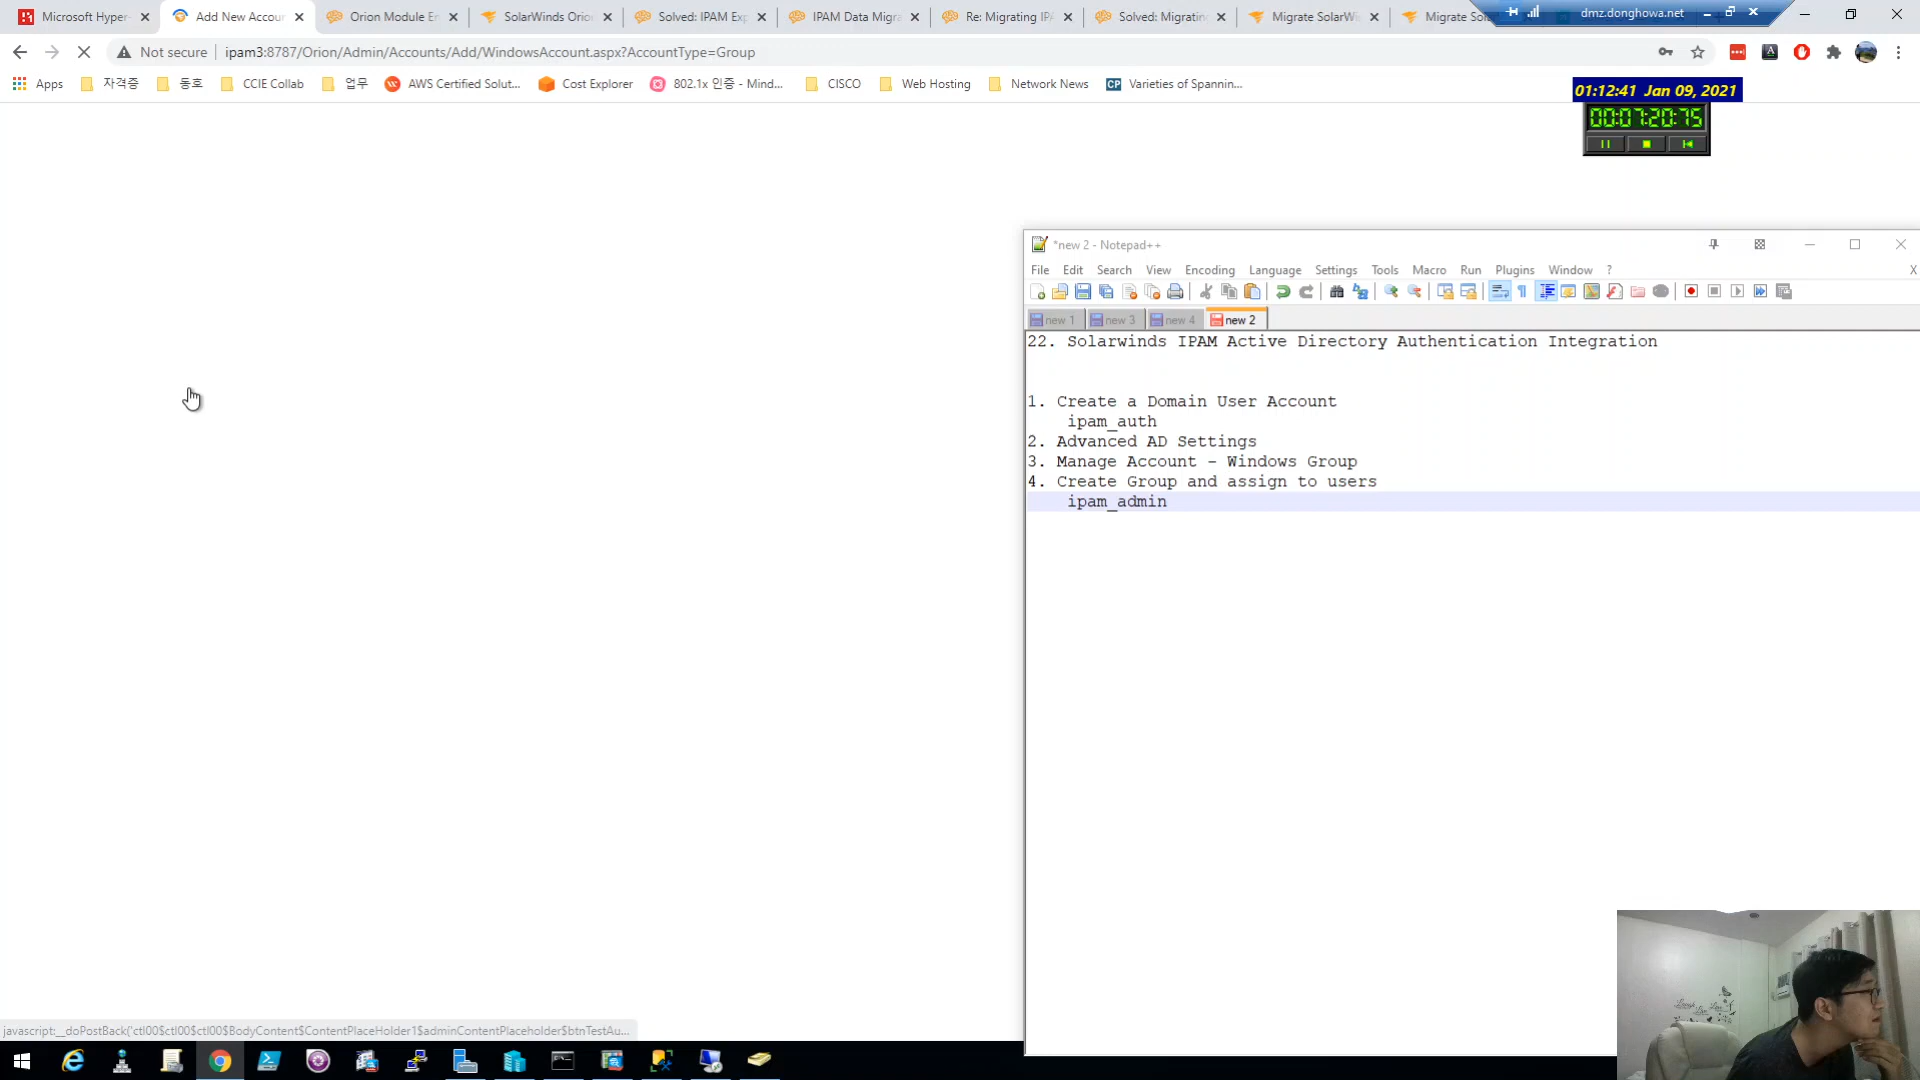 Microsoft Hyper-
Add New Accour
Orion Module E
SolarWinds Orio
Solved: IPAM Ex
IPAM Data Migra
Re: Migrating IP
Solved: Migratin
Migrate SolarWi
Migrate So
dmz.donghowa.net
Not secure
ipam3:8787/Orion/Admin/Accounts/Add/WindowsAccount.aspx?AccountType=Group
Apps
자격증
동호
CCIE Collab
업무
AWS Certified Solut...
Cost Explorer
802.1x 인증 - Mind...
CISCO
Web Hosting
Network News
CP
Varieties of Spannin...
01:12:41 Jan 09, 2021
00:07:20:75
*new 2 - Notepad++
File Edit Search View Encoding Language Settings Tools Macro Run Plugins Window ?
X
new 1
new 3
new 4
new 2
22. Solarwinds IPAM Active Directory Authentication Integration
1. Create a Domain User Account
ipam_auth
2. Advanced AD Settings
3. Manage Account - Windows Group
4. Create Group and assign to users
ipam_admin
javascript:__doPostBack('ctl00$ctl00$ctl00$BodyContent$ContentPlaceHolder1$adminContentPlaceholder$btnTestAu...